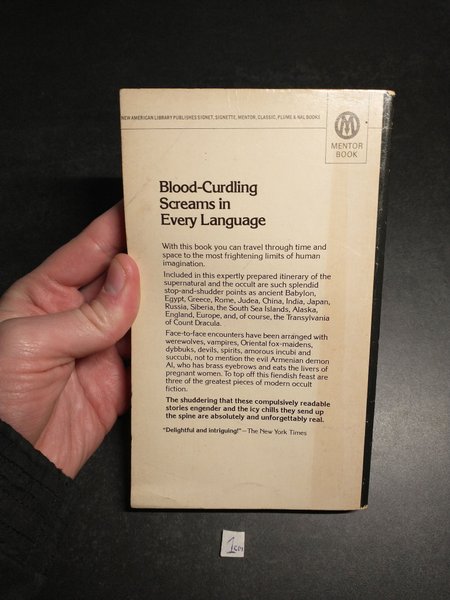 NEW AMERICAN LIBRARY PUBLISHES SIGNET, SIGNETTE, MENTOR, CLASSIC, PLUME & NAL BOOKS
M
MENTOR
BOOK
Blood-Curdling
Screams in
Every Language
With this book you can travel through time and
space to the most frightening limits of human
imagination.
Included in this expertly prepared itinerary of the
supernatural and the occult are such splendid
stop-and-shudder points as ancient Babylon,
Egypt, Greece, Rome, Judea, China, India, Japan,
Russia, Siberia, the South Sea Islands, Alaska,
England, Europe, and, of course, the Transylvania
of Count Dracula.
Face-to-face encounters have been arranged with
werewolves, vampires, Oriental fox-maidens,
dybbuks, devils, spirits, amorous incubi and
succubi, not to mention the evil Armenian demon
Al, who has brass eyebrows and eats the livers of
pregnant women. To top off this fiendish feast are
three of the greatest pieces of modern occult
fiction.
The shuddering that these compulsively readable
stories engender and the icy chills they send up
the spine are absolutely and unforgettably real.
"Delightful and intriguing!"—The New York Times
1